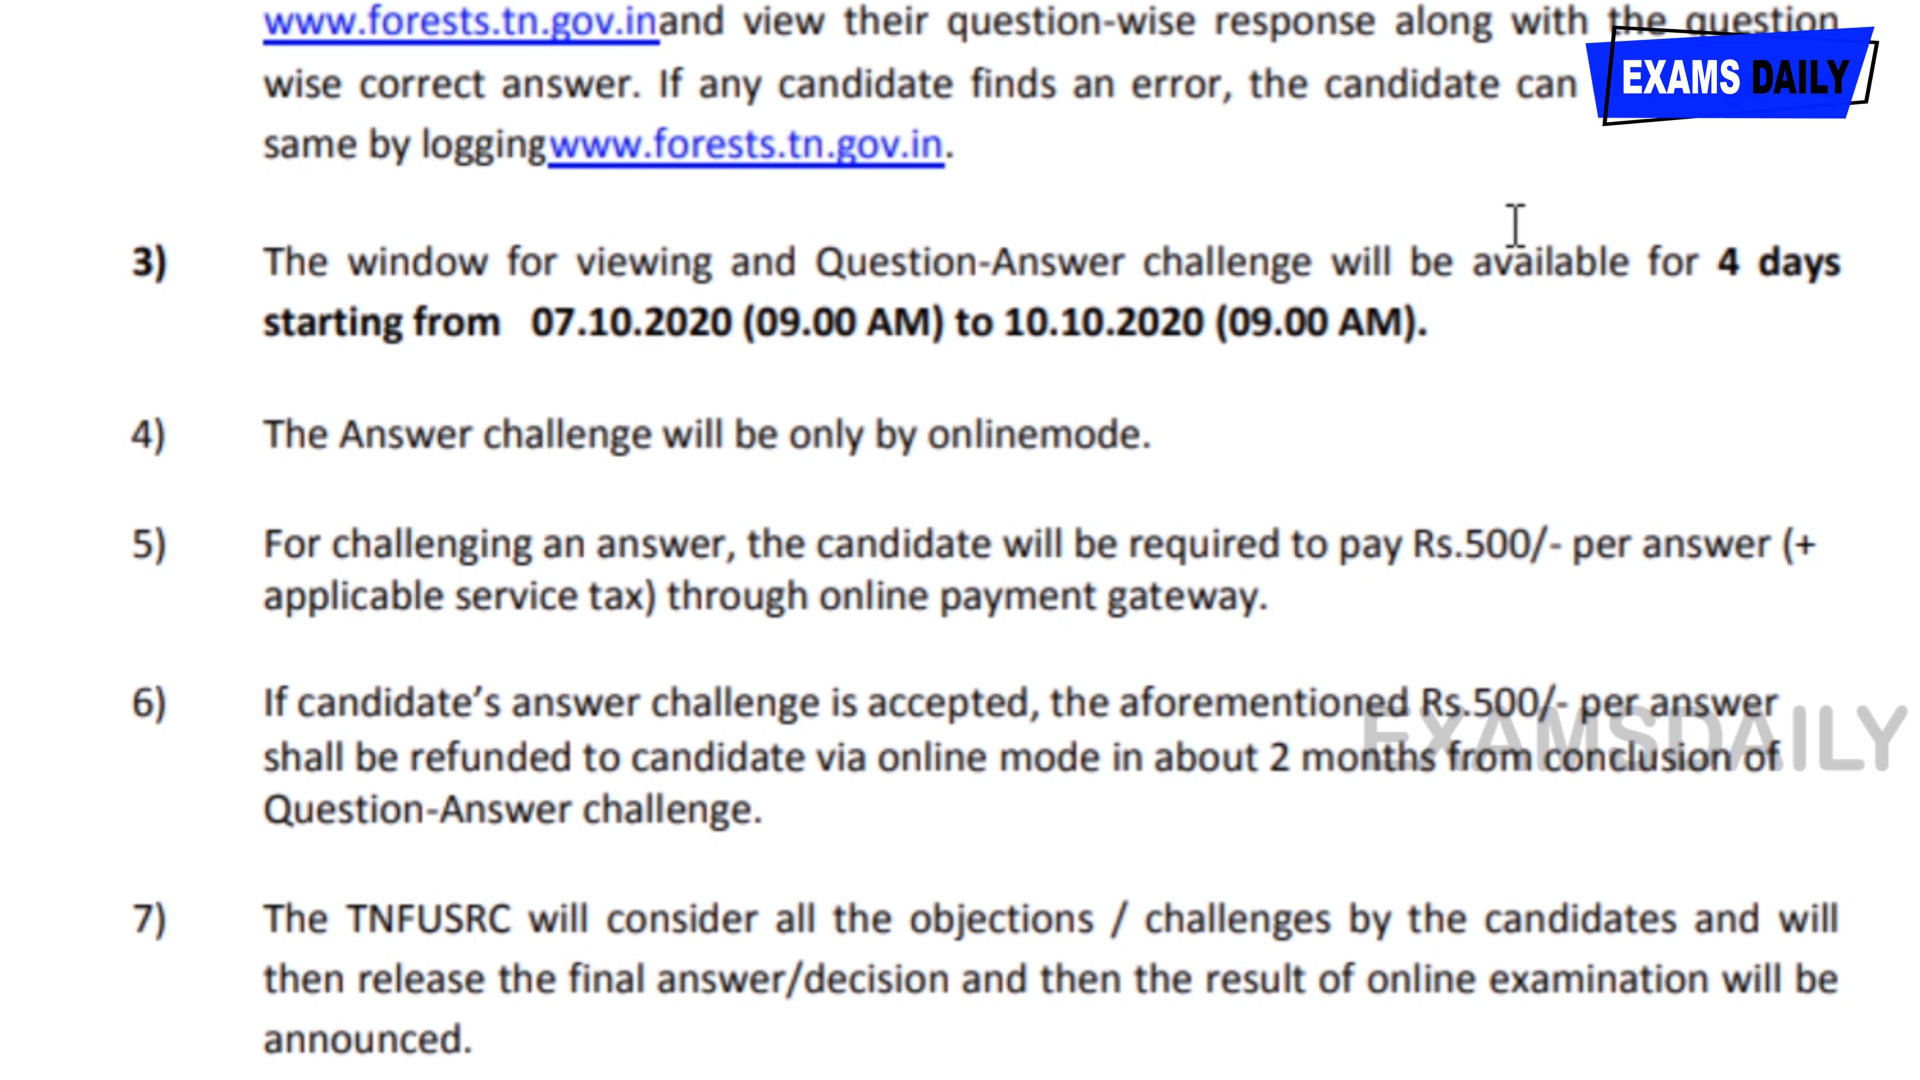 www.forests.tn.gov.inand view their question-wise response along with the question
wise correct answer. If any candidate finds an error, the candidate can
EXAMS DAILY
same by loggingwww.forests.tn.gov.in.
3) The window for viewing and Question-Answer challenge will be available for 4 days
starting from 07.10.2020 (09.00 AM) to 10.10.2020 (09.00 AM).
4) The Answer challenge will be only by onlinemode.
5) For challenging an answer, the candidate will be required to pay Rs.500/- per answer (+
applicable service tax) through online payment gateway.
6) If candidate’s answer challenge is accepted, the aforementioned Rs.500/- per answer
shall be refunded to candidate via online mode in about 2 months from conclusion of
EXAMSDAILY
Question-Answer challenge.
7) The TNFUSRC will consider all the objections / challenges by the candidates and will
then release the final answer/decision and then the result of online examination will be
announced.